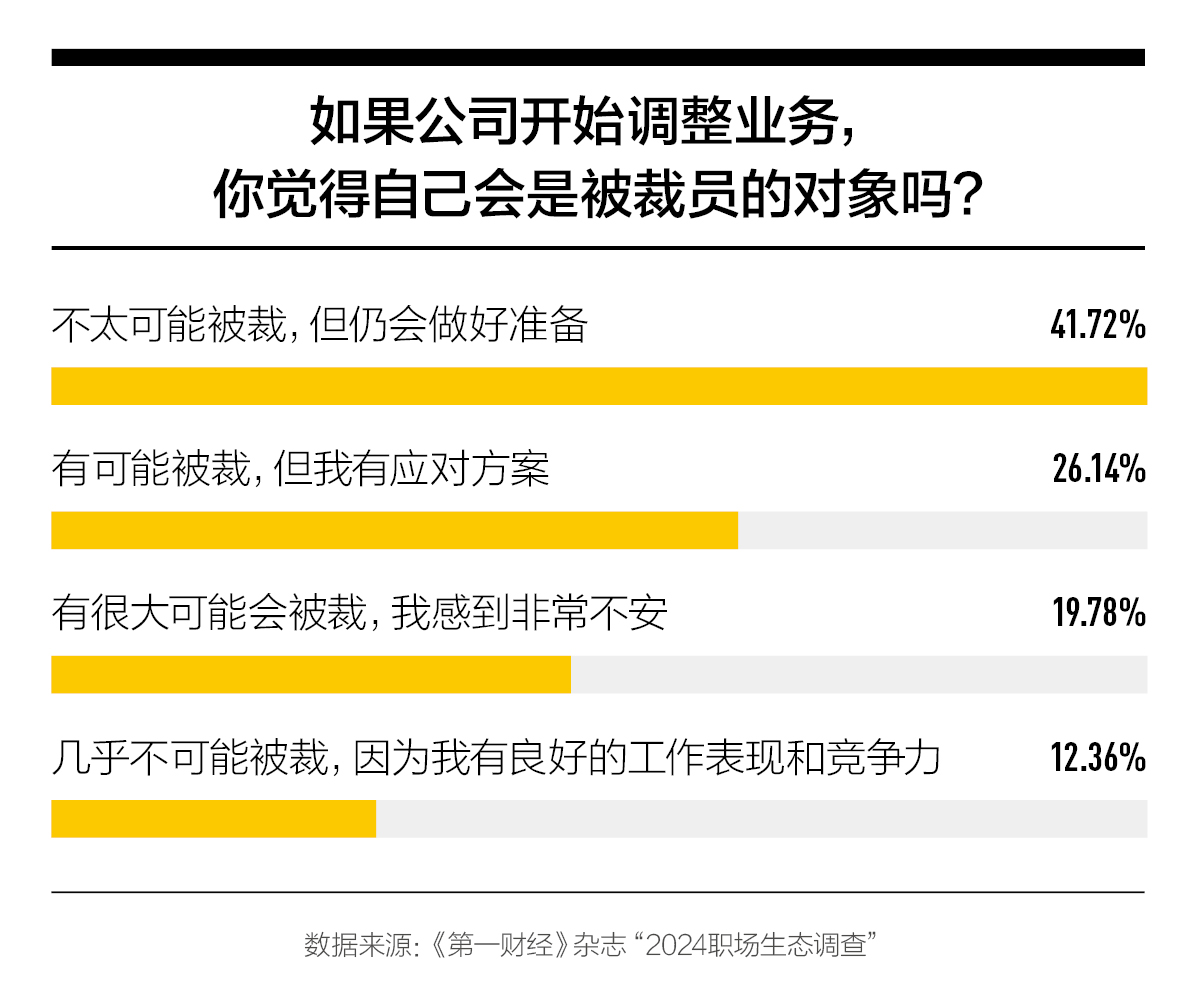 如果公司开始调整业务，
你觉得自己会是被裁员的对象吗？
不太可能被裁，但仍会做好准备
41.72%
有可能被裁，但我有应对方案
26.14%
有很大可能会被裁，我感到非常不安
19.78%
几乎不可能被裁，因为我有良好的工作表现和竞争力
12.36%
数据来源：《第一财经》杂志“2024职场生态调查”